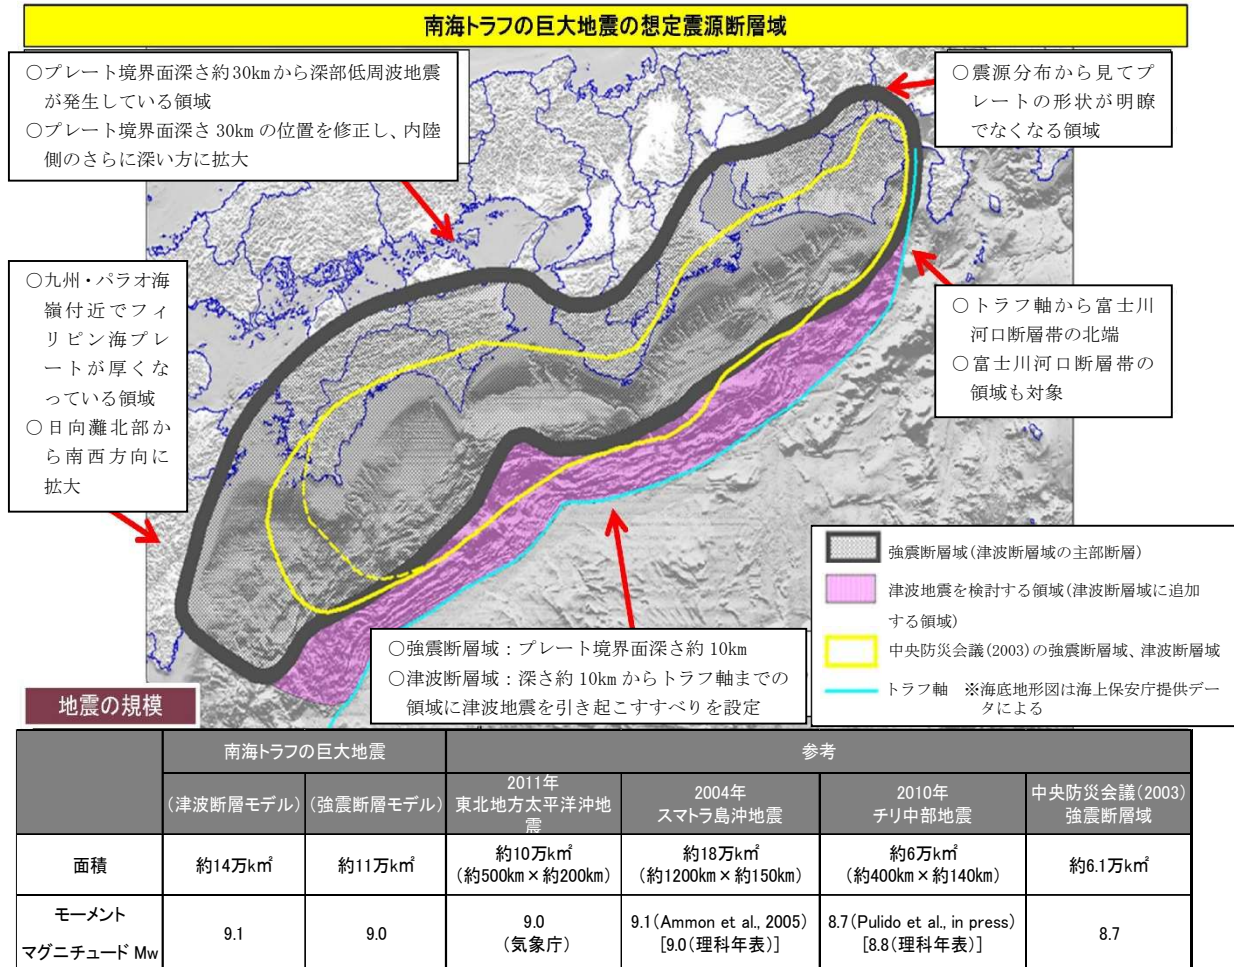 南海トラフの巨大地震の想定震源断層域
○プレート境界面深さ約30kmから深部低周波地震
が発生している領域
○プレート境界面深さ 30km の位置を修正し、内陸
側のさらに深い方に拡大
○震源分布から見てプ
レートの形状が明瞭
でなくなる領域
○九州・パラオ海
嶺付近でフィ
リピン海プレ
ートが厚くな
っている領域
○日向灘北部か
ら南西方向に
拡大
○トラフ軸から富士川
河口断層帯の北端
○富士川河口断層帯の
領域も対象
○強震断層域:プレート境界面深さ約 10km
○津波断層域:深さ約 10km からトラフ軸までの
領域に津波地震を引き起こすすべりを設定
強震断層域(津波断層域の主部断層)
津波地震を検討する領域(津波断層域に追加
する領域)
中央防災会議(2003)の強震断層域、津波断層域
トラフ軸 ※海底地形図は海上保安庁提供デー
タによる
地震の規模
南海トラフの巨大地震 参考
(津波断層モデル) (強震断層モデル) 2011年 2004年 2010年 中央防災会議(2003)
東北地方太平洋沖地 スマトラ島沖地震 チリ中部地震 強震断層域
震
面積 約14万k㎡ 約11万k㎡ 約10万k㎡ 約18万k㎡ 約6万k㎡ 約6.1万k㎡
(約500km×約200km) (約1200km×約150km) (約400km×約140km)
モーメント
マグニチュード Mw 9.1 9.0 9.0 9.1(Ammon et al., 2005) 8.7(Pulido et al., in press) 8.7
(気象庁) [9.0(理科年表)] [8.8(理科年表)]